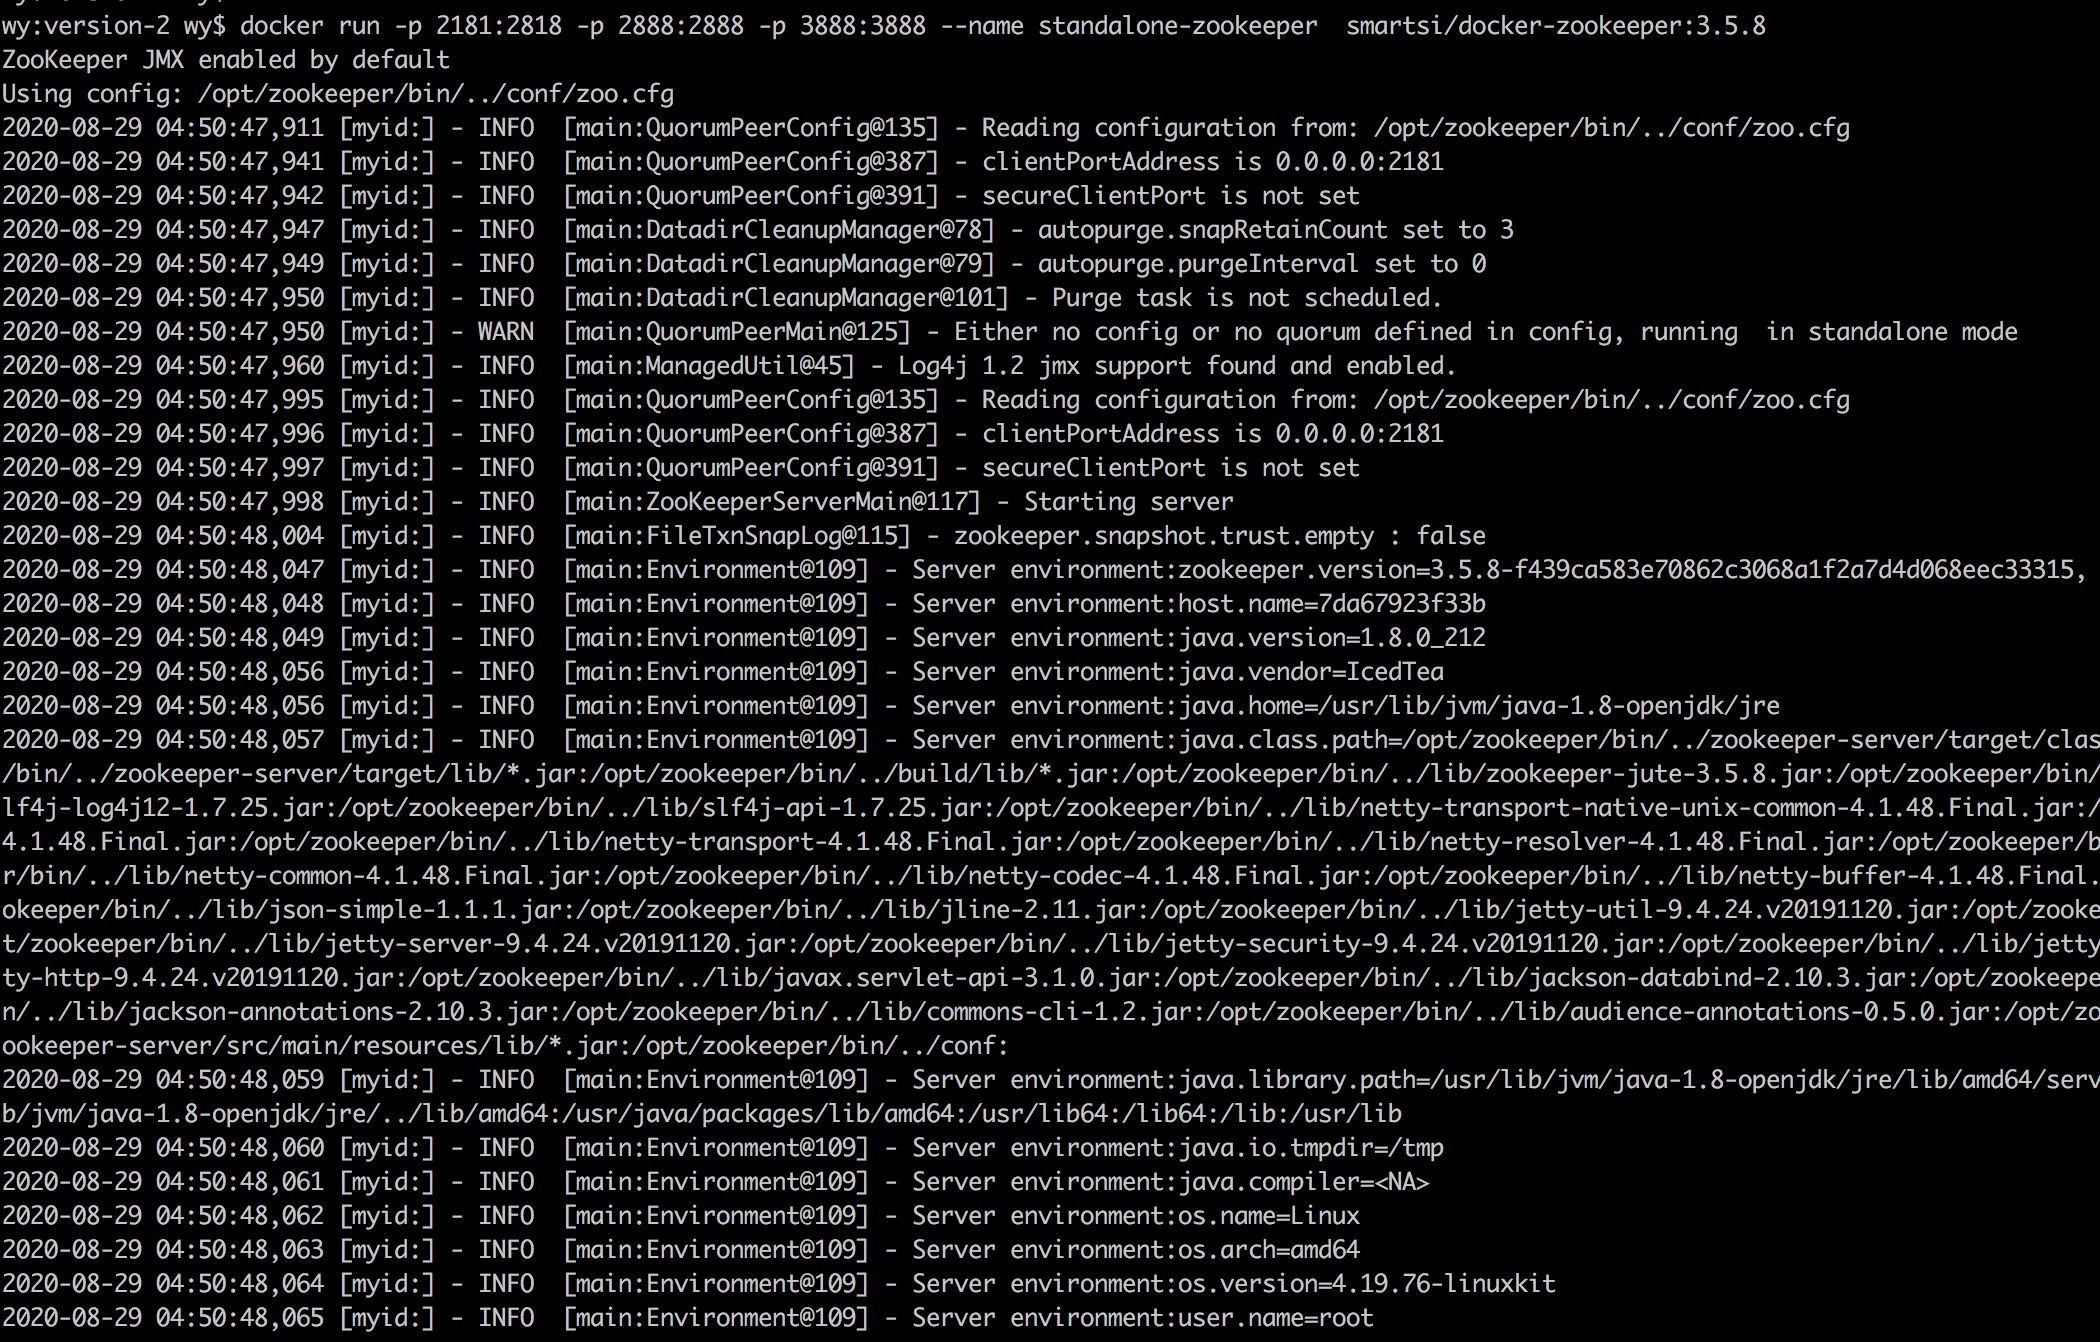 wy:version-2 wy$ docker run -p 2181:2818 -p 2888:2888 -p 3888:3888 --name standalone-zookeeper  smartsi/docker-zookeeper:3.5.8
ZooKeeper JMX enabled by default
Using config: /opt/zookeeper/bin/../conf/zoo.cfg
2020-08-29 04:50:47,911 [myid:] - INFO  [main:QuorumPeerConfig@135] - Reading configuration from: /opt/zookeeper/bin/../conf/zoo.cfg
2020-08-29 04:50:47,941 [myid:] - INFO  [main:QuorumPeerConfig@387] - clientPortAddress is 0.0.0.0:2181
2020-08-29 04:50:47,942 [myid:] - INFO  [main:QuorumPeerConfig@391] - secureClientPort is not set
2020-08-29 04:50:47,947 [myid:] - INFO  [main:DatadirCleanupManager@78] - autopurge.snapRetainCount set to 3
2020-08-29 04:50:47,949 [myid:] - INFO  [main:DatadirCleanupManager@79] - autopurge.purgeInterval set to 0
2020-08-29 04:50:47,950 [myid:] - INFO  [main:DatadirCleanupManager@101] - Purge task is not scheduled.
2020-08-29 04:50:47,950 [myid:] - WARN  [main:QuorumPeerMain@125] - Either no config or no quorum defined in config, running  in standalone mode
2020-08-29 04:50:47,960 [myid:] - INFO  [main:ManagedUtil@45] - Log4j 1.2 jmx support found and enabled.
2020-08-29 04:50:47,995 [myid:] - INFO  [main:QuorumPeerConfig@135] - Reading configuration from: /opt/zookeeper/bin/../conf/zoo.cfg
2020-08-29 04:50:47,996 [myid:] - INFO  [main:QuorumPeerConfig@387] - clientPortAddress is 0.0.0.0:2181
2020-08-29 04:50:47,997 [myid:] - INFO  [main:QuorumPeerConfig@391] - secureClientPort is not set
2020-08-29 04:50:47,998 [myid:] - INFO  [main:ZooKeeperServerMain@117] - Starting server
2020-08-29 04:50:48,004 [myid:] - INFO  [main:FileTxnSnapLog@115] - zookeeper.snapshot.trust.empty : false
2020-08-29 04:50:48,047 [myid:] - INFO  [main:Environment@109] - Server environment:zookeeper.version=3.5.8-f439ca583e70862c3068a1f2a7d4d068eec33315,
2020-08-29 04:50:48,048 [myid:] - INFO  [main:Environment@109] - Server environment:host.name=7da67923f33b
2020-08-29 04:50:48,049 [myid:] - INFO  [main:Environment@109] - Server environment:java.version=1.8.0_212
2020-08-29 04:50:48,056 [myid:] - INFO  [main:Environment@109] - Server environment:java.vendor=IcedTea
2020-08-29 04:50:48,056 [myid:] - INFO  [main:Environment@109] - Server environment:java.home=/usr/lib/jvm/java-1.8-openjdk/jre
2020-08-29 04:50:48,057 [myid:] - INFO  [main:Environment@109] - Server environment:java.class.path=/opt/zookeeper/bin/../zookeeper-server/target/clas
/bin/../zookeeper-server/target/lib/*.jar:/opt/zookeeper/bin/../build/lib/*.jar:/opt/zookeeper/bin/../lib/zookeeper-jute-3.5.8.jar:/opt/zookeeper/bin/
lf4j-log4j12-1.7.25.jar:/opt/zookeeper/bin/../lib/slf4j-api-1.7.25.jar:/opt/zookeeper/bin/../lib/netty-transport-native-unix-common-4.1.48.Final.jar:/
4.1.48.Final.jar:/opt/zookeeper/bin/../lib/netty-transport-4.1.48.Final.jar:/opt/zookeeper/bin/../lib/netty-resolver-4.1.48.Final.jar:/opt/zookeeper/b
r/bin/../lib/netty-common-4.1.48.Final.jar:/opt/zookeeper/bin/../lib/netty-codec-4.1.48.Final.jar:/opt/zookeeper/bin/../lib/netty-buffer-4.1.48.Final.
okeeper/bin/../lib/json-simple-1.1.1.jar:/opt/zookeeper/bin/../lib/jline-2.11.jar:/opt/zookeeper/bin/../lib/jetty-util-9.4.24.v20191120.jar:/opt/zooke
t/zookeeper/bin/../lib/jetty-server-9.4.24.v20191120.jar:/opt/zookeeper/bin/../lib/jetty-security-9.4.24.v20191120.jar:/opt/zookeeper/bin/../lib/jetty
ty-http-9.4.24.v20191120.jar:/opt/zookeeper/bin/../lib/javax.servlet-api-3.1.0.jar:/opt/zookeeper/bin/../lib/jackson-databind-2.10.3.jar:/opt/zookeepe
n/../lib/jackson-annotations-2.10.3.jar:/opt/zookeeper/bin/../lib/commons-cli-1.2.jar:/opt/zookeeper/bin/../lib/audience-annotations-0.5.0.jar:/opt/zo
ookeeper-server/src/main/resources/lib/*.jar:/opt/zookeeper/bin/../conf:
2020-08-29 04:50:48,059 [myid:] - INFO  [main:Environment@109] - Server environment:java.library.path=/usr/lib/jvm/java-1.8-openjdk/jre/lib/amd64/serv
b/jvm/java-1.8-openjdk/jre/../lib/amd64:/usr/java/packages/lib/amd64:/usr/lib64:/lib64:/lib:/usr/lib
2020-08-29 04:50:48,060 [myid:] - INFO  [main:Environment@109] - Server environment:java.io.tmpdir=/tmp
2020-08-29 04:50:48,061 [myid:] - INFO  [main:Environment@109] - Server environment:java.compiler=<NA>
2020-08-29 04:50:48,062 [myid:] - INFO  [main:Environment@109] - Server environment:os.name=Linux
2020-08-29 04:50:48,063 [myid:] - INFO  [main:Environment@109] - Server environment:os.arch=amd64
2020-08-29 04:50:48,064 [myid:] - INFO  [main:Environment@109] - Server environment:os.version=4.19.76-linuxkit
2020-08-29 04:50:48,065 [myid:] - INFO  [main:Environment@109] - Server environment:user.name=root